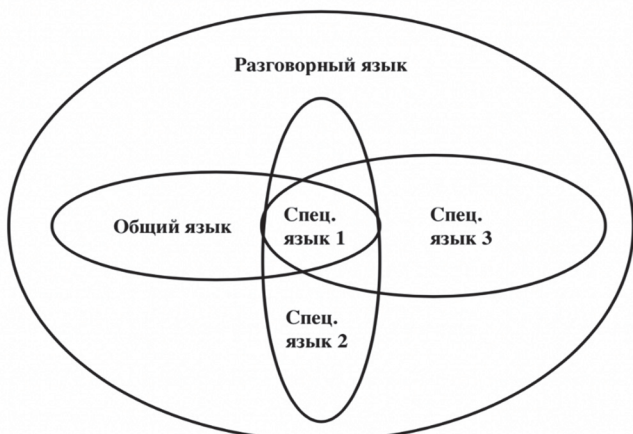 Разговорный язык
Общий язык
Спец.
язык 1
Спец.
язык 3
Спец.
язык 2